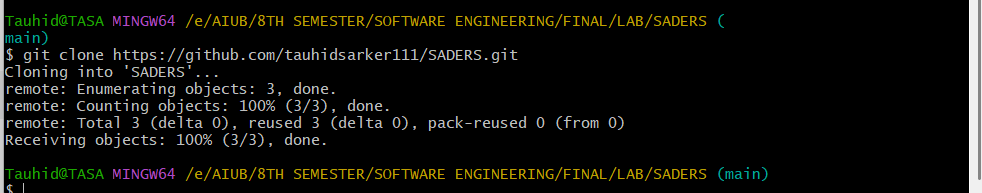 Tauhid@TASA MINGW64 /e/AIUB/8TH SEMESTER/SOFTWARE ENGINEERING/FINAL/LAB/SADERS (
main)
$ git clone https://github.com/tauhidsarker111/SADERS.git
Cloning into 'SADERS'...
remote: Enumerating objects: 3, done.
remote: Counting objects: 100% (3/3), done.
remote: Total 3 (delta 0), reused 3 (delta 0), pack-reused 0 (from 0)
Receiving objects: 100% (3/3), done.
Tauhid@TASA MINGW64 /e/AIUB/8TH SEMESTER/SOFTWARE ENGINEERING/FINAL/LAB/SADERS (main)
$